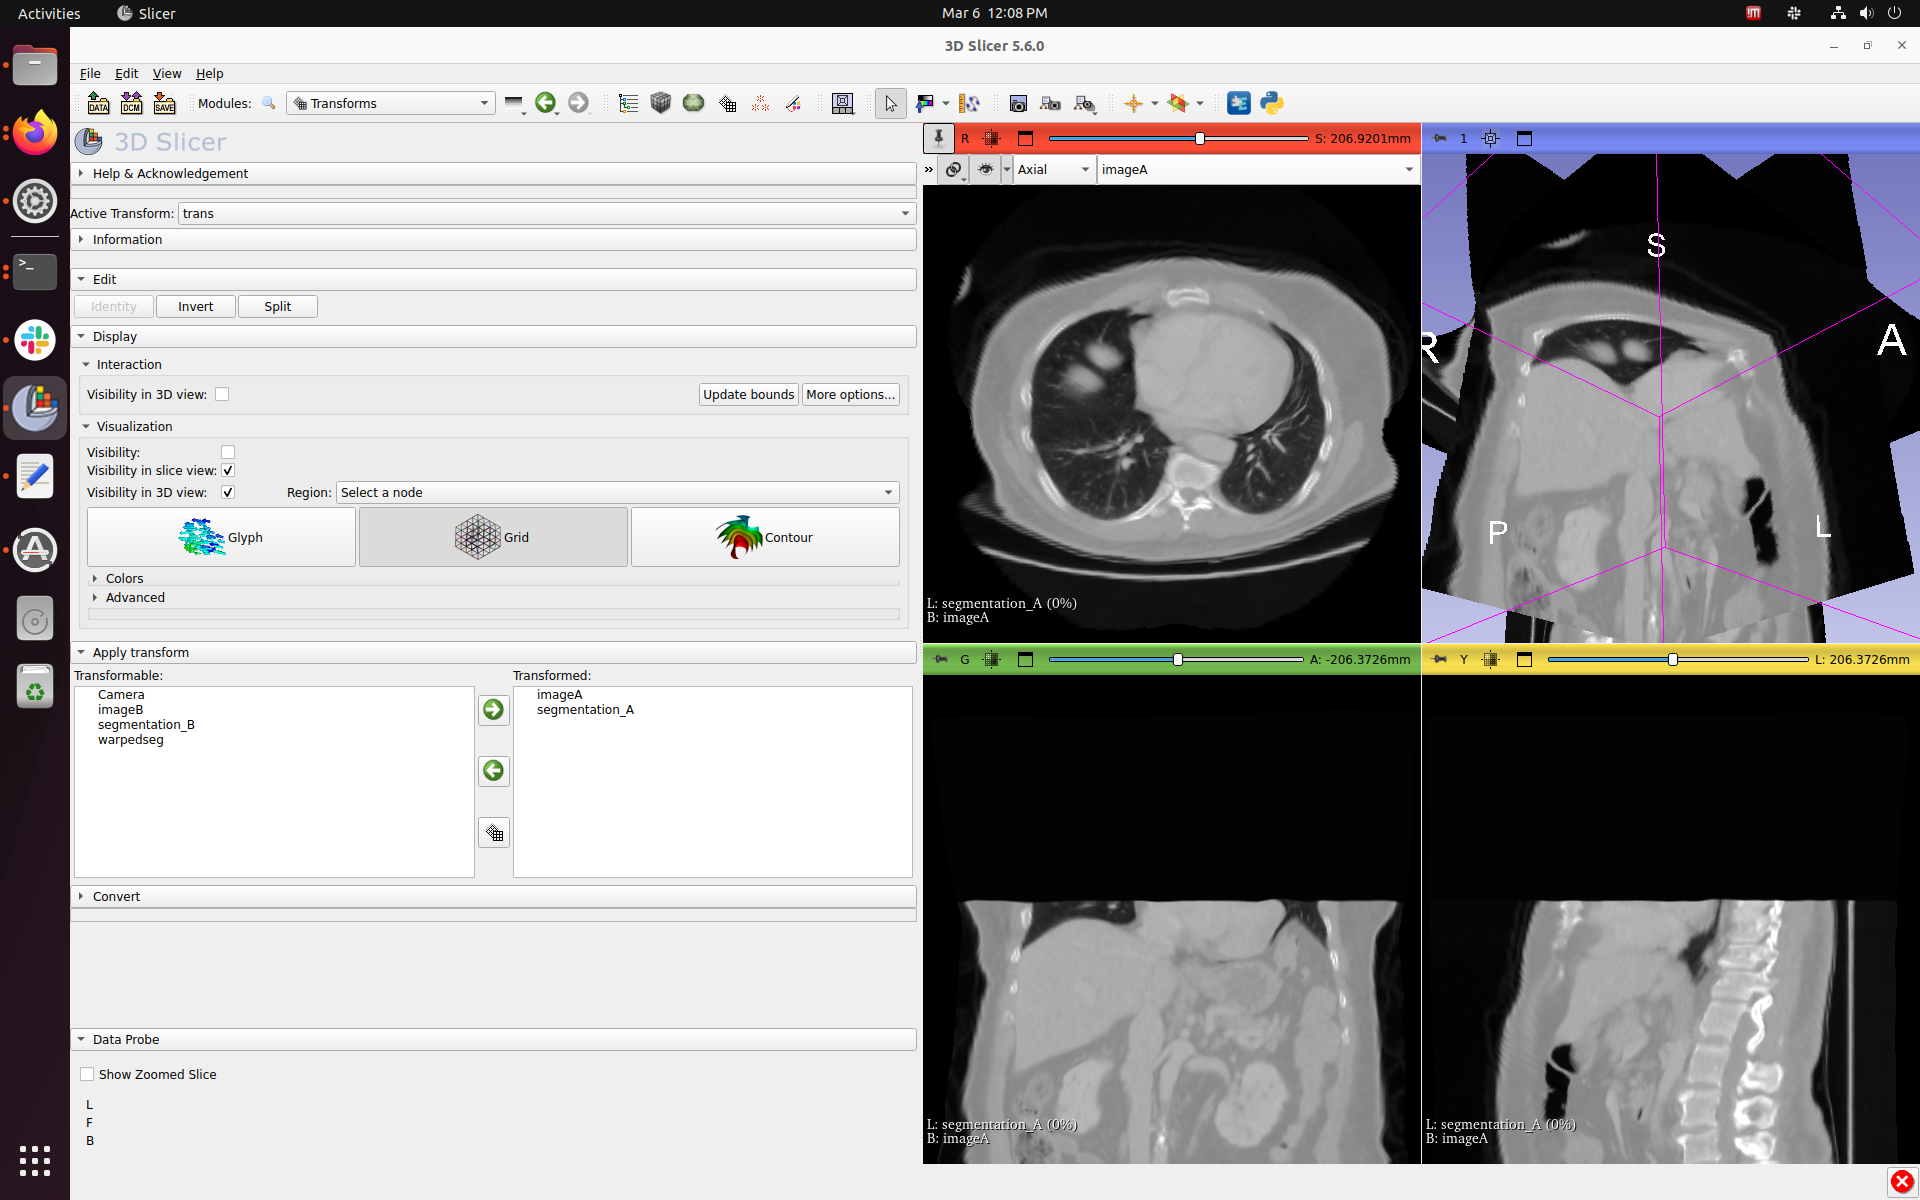 Activities
Slicer
Mar 6 12:08 PM
3D Slicer 5.6.0
File Edit View Help
DATA DCM SAVE Modules: Transforms
3D Slicer
Help & Acknowledgement
Active Transform: trans
Information
Edit
Identity Invert Split
Display
Interaction
Visibility in 3D view: Update bounds More options...
Visualization
Visibility:
Visibility in slice view:
Visibility in 3D view: Region: Select a node
Glyph Grid Contour
Colors
Advanced
Apply transform
Transformable: Transformed:
Camera
imageB
segmentation_B
warpedseg
imageA
segmentation_A
Convert
Data Probe
Show Zoomed Slice
L
F
B
R S: 206.9201mm
» Axial imageA
L: segmentation_A (0%)
B: imageA
1
S
R
A
P
L
G A: -206.3726mm
L: segmentation_A (0%)
B: imageA
Y L: 206.3726mm
L: segmentation_A (0%)
B: imageA